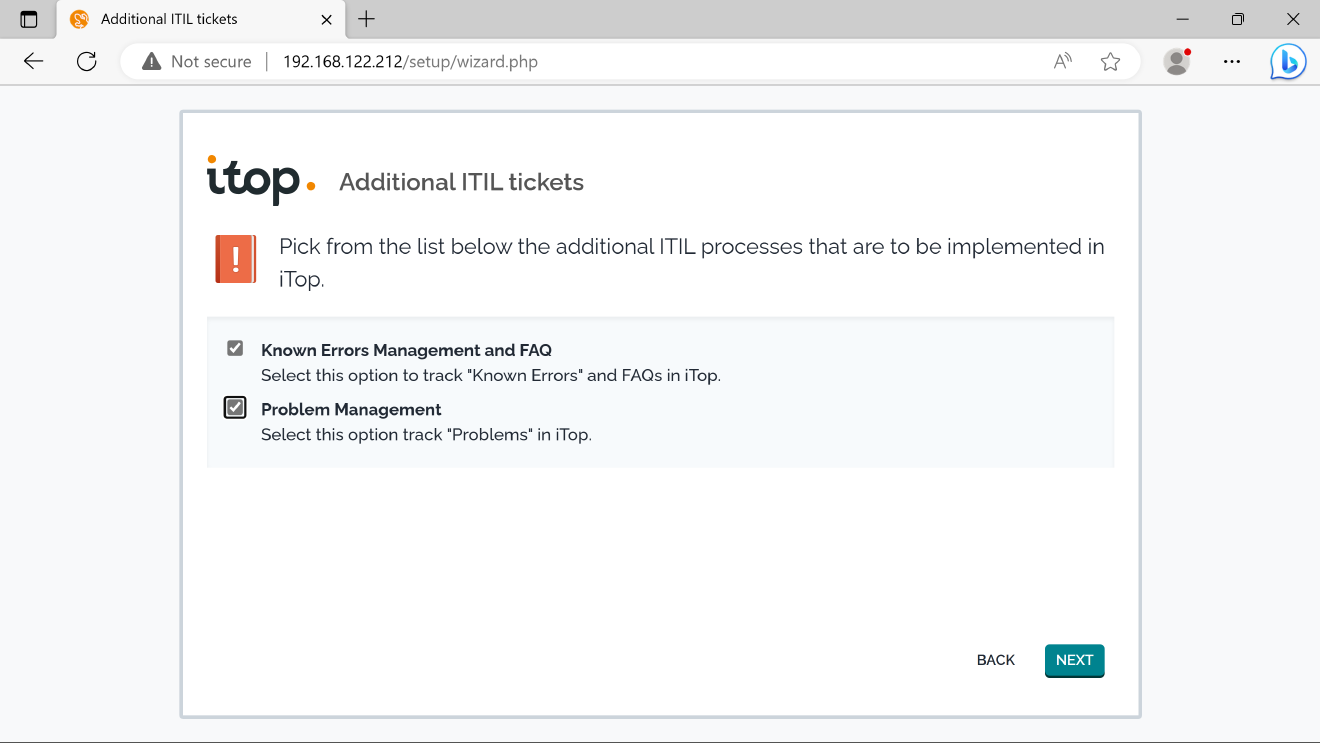 Additional ITIL tickets
Not secure
192.168.122.212/setup/wizard.php
itop
Additional ITIL tickets
Pick from the list below the additional ITIL processes that are to be implemented in
iTop.
Known Errors Management and FAQ
Select this option to track "Known Errors" and FAQs in iTop.
Problem Management
Select this option track "Problems" in iTop.
BACK
NEXT